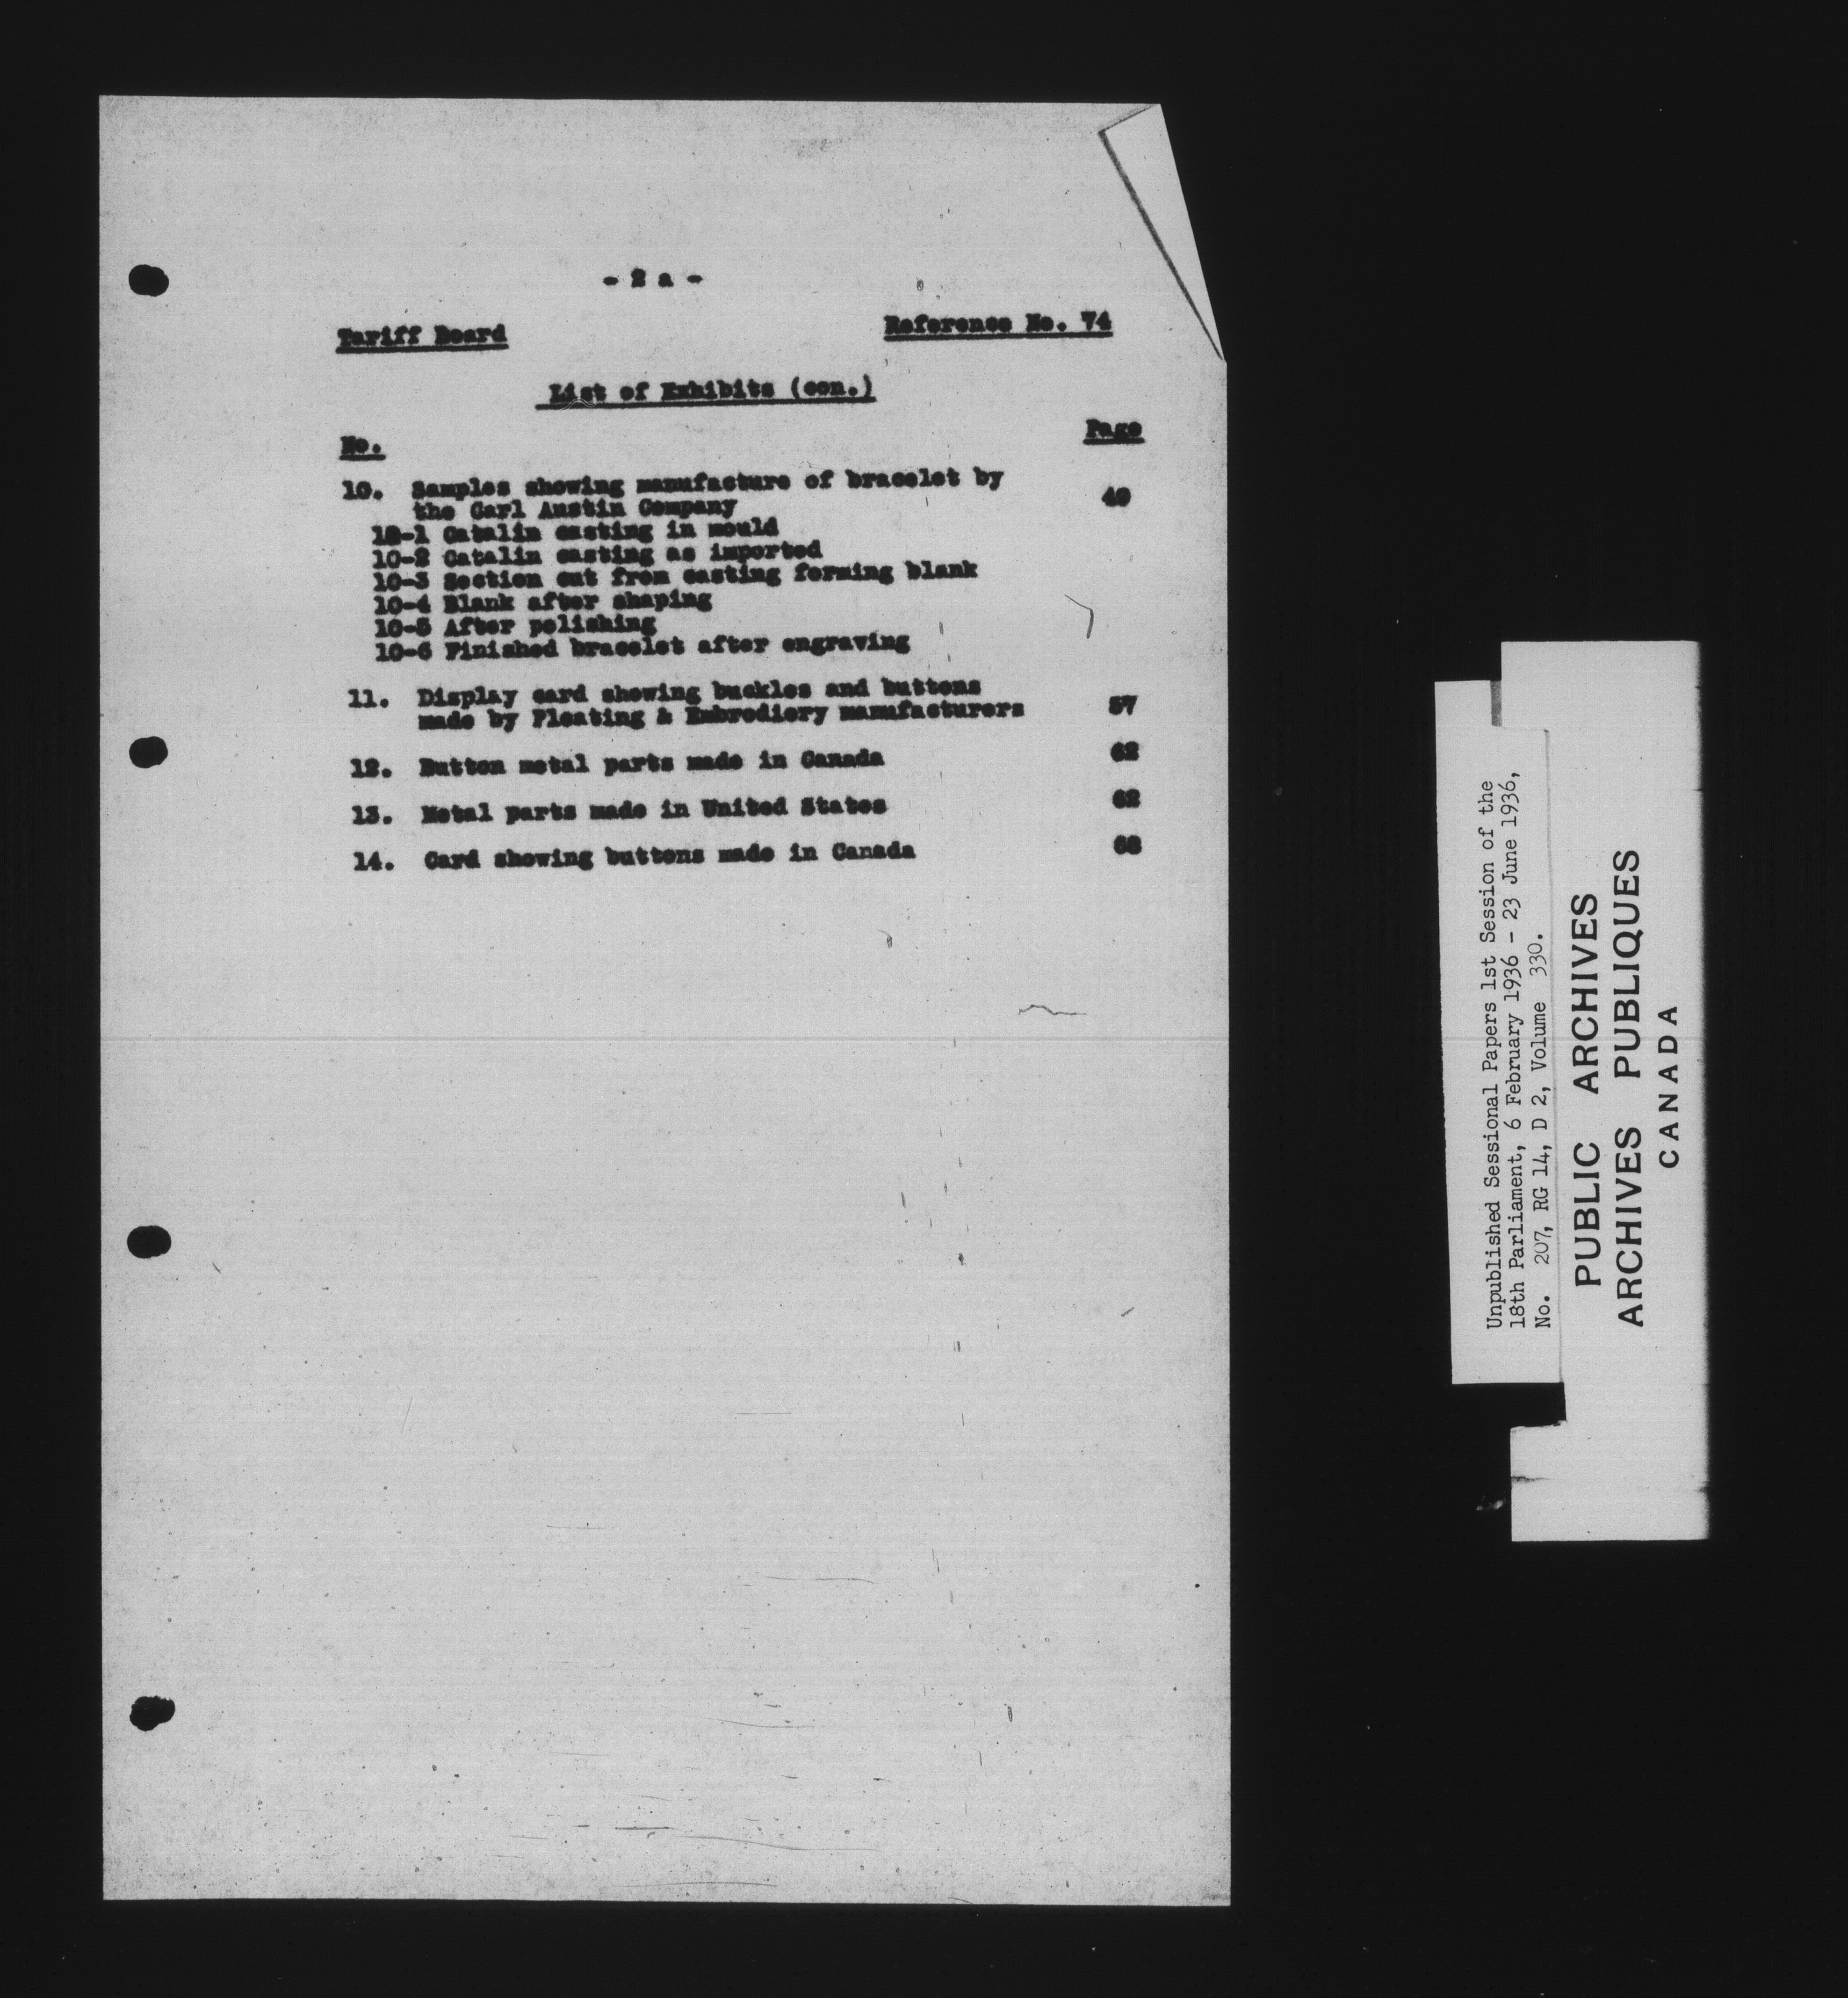 - 2 a -
Tariff Board
Reference No. 74
List of Exhibits (con.)
No.
Page
10. Samples showing manufacture of bracelet by
the Carl Austin Company
49
10-1 Catalin casting in mould
10-2 Catalin casting as imported
10-3 Section cut from casting forming blank
10-4 Blank after shaping
10-5 After polishing
10-6 Finished bracelet after engraving
11. Display card showing buckles and buttons
made by Pleating & Embrodiery manufacturers
57
12. Button metal parts made in Canada
62
13. Metal parts made in United States
62
14. Card showing buttons made in Canada
Unpublished Sessional Papers 1st Session of the
18th Parliament, 6 February 1936 - 23 June 1936,
No. 207, RG 14, D 2, Volume 330.
PUBLIC ARCHIVES
ARCHIVES PUBLIQUES
CANADA